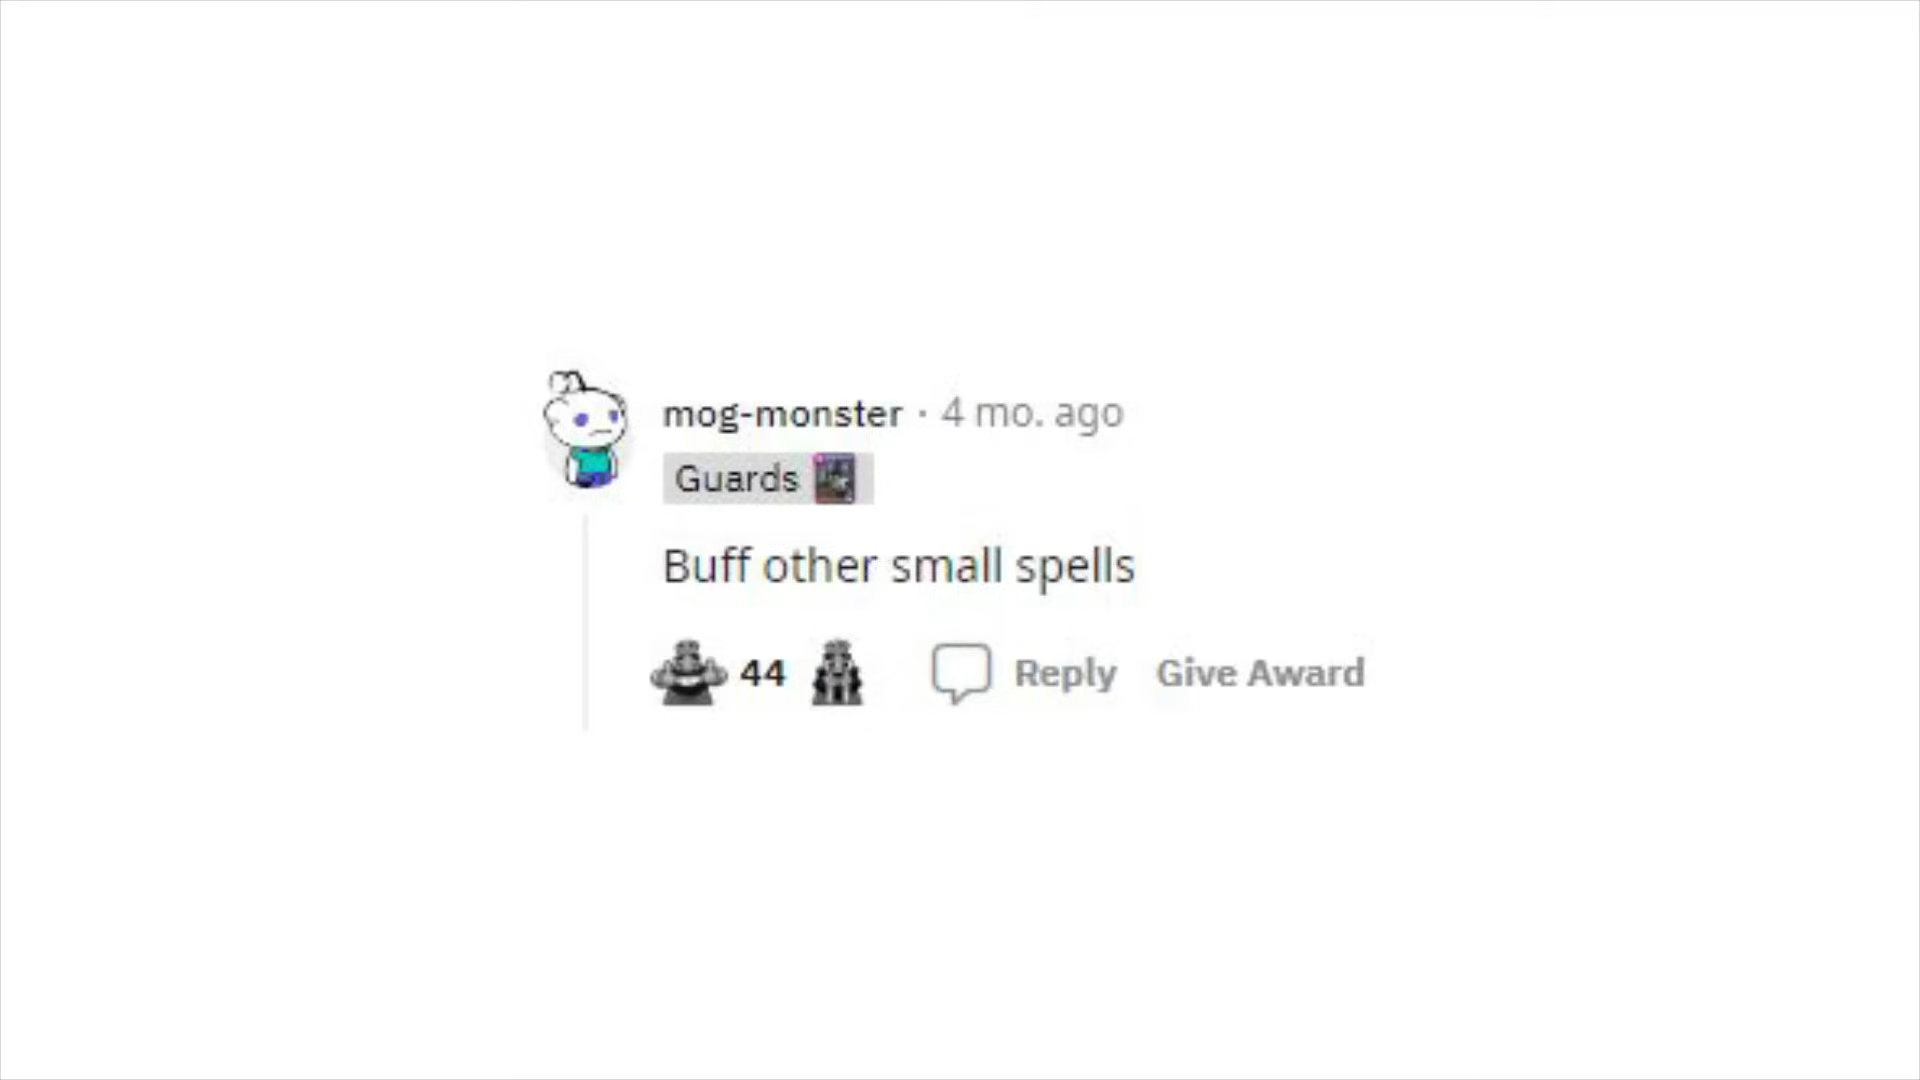 mog-monster · 4 mo. ago
Guards
Buff other small spells
44 Reply Give Award